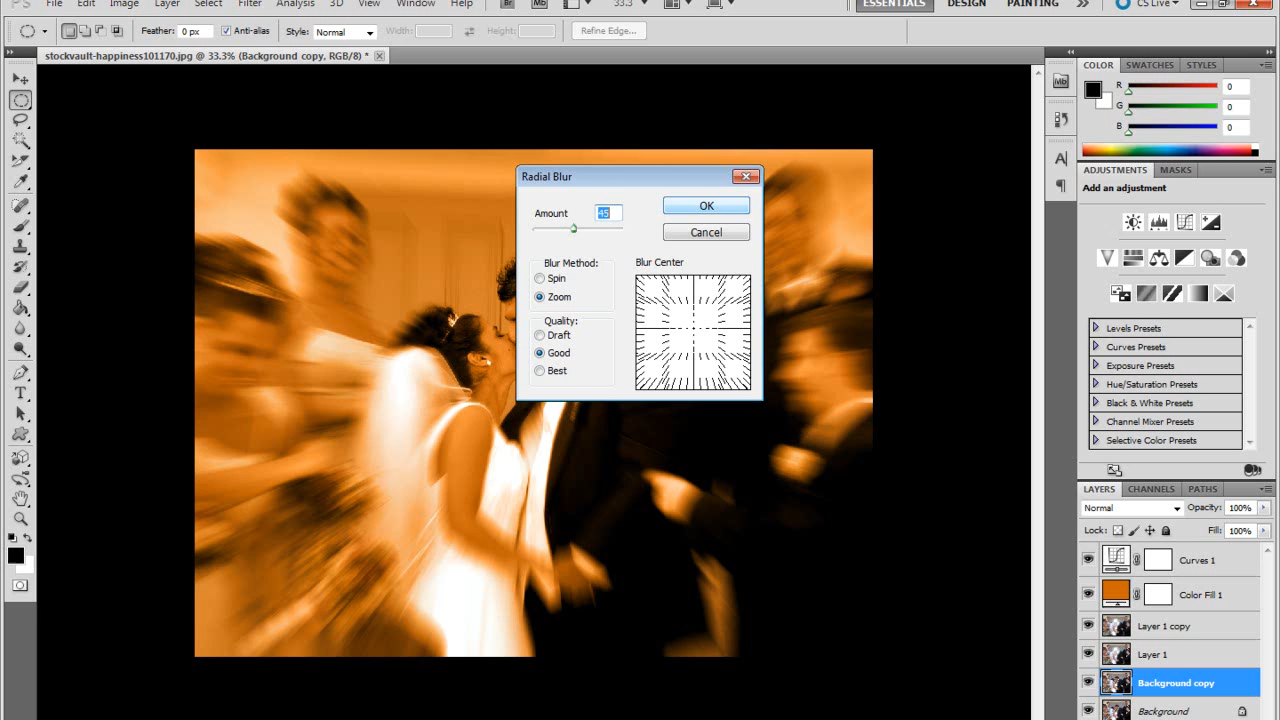 PS File Edit Image Layer Select Filter Analysis 3D View Window Help Br Mb 33.3 ESSENTIALS DESIGN PAINTING CS Live
Feather: 0 px Anti-alias Style: Normal Width: Height: Refine Edge...
stockvault-happiness101170.jpg @ 33.3% (Background copy, RGB/8) *
COLOR SWATCHES STYLES
R 0
G 0
B 0
Mb
A
T
ADJUSTMENTS MASKS
Add an adjustment
Radial Blur
Amount 45
OK
Cancel
Blur Method:
Spin
Zoom
Quality:
Draft
Good
Best
Blur Center
Levels Presets
Curves Presets
Exposure Presets
Hue/Saturation Presets
Black & White Presets
Channel Mixer Presets
Selective Color Presets
LAYERS CHANNELS PATHS
Normal Opacity: 100%
Lock: Fill: 100%
Curves 1
Color Fill 1
Layer 1 copy
Layer 1
Background copy
Background